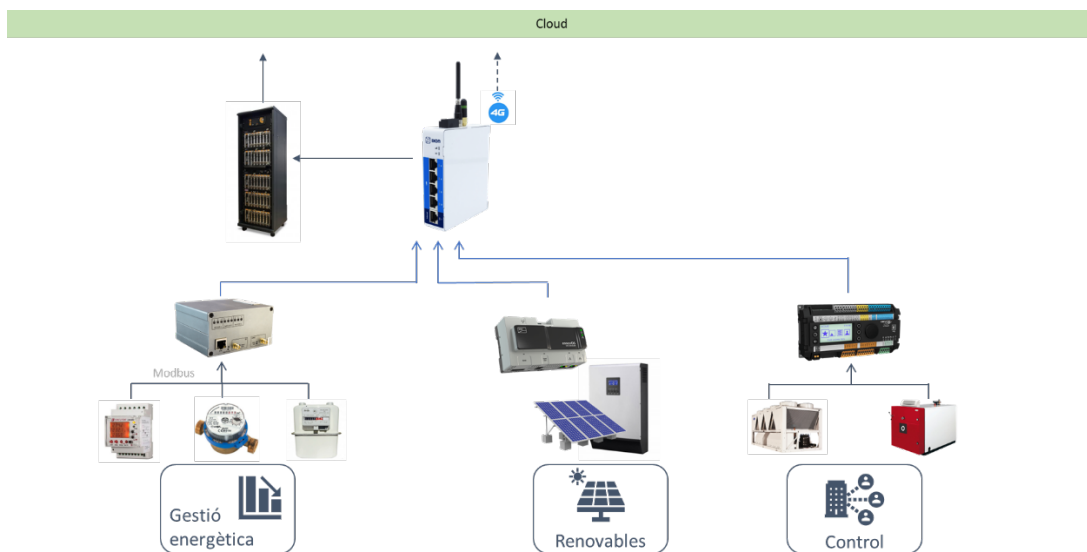 Cloud
4G
Modbus
Gestió
energètica
Renovables
Control